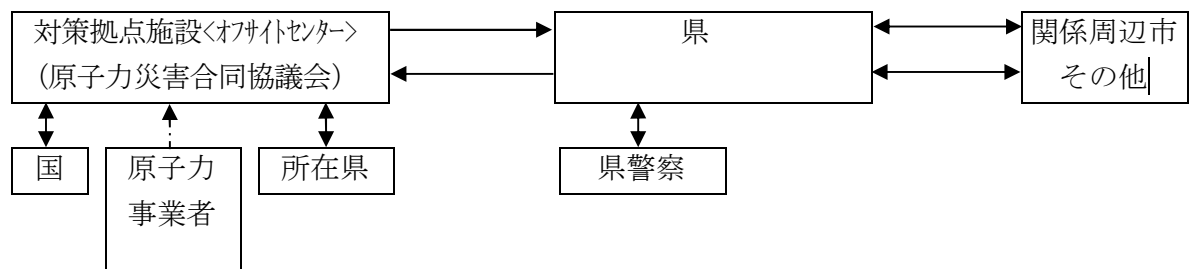 対策拠点施設<オフサイトセンター>
(原子力災害合同協議会)
県
関係周辺市
その他
国
原子力
事業者
所在県
県警察